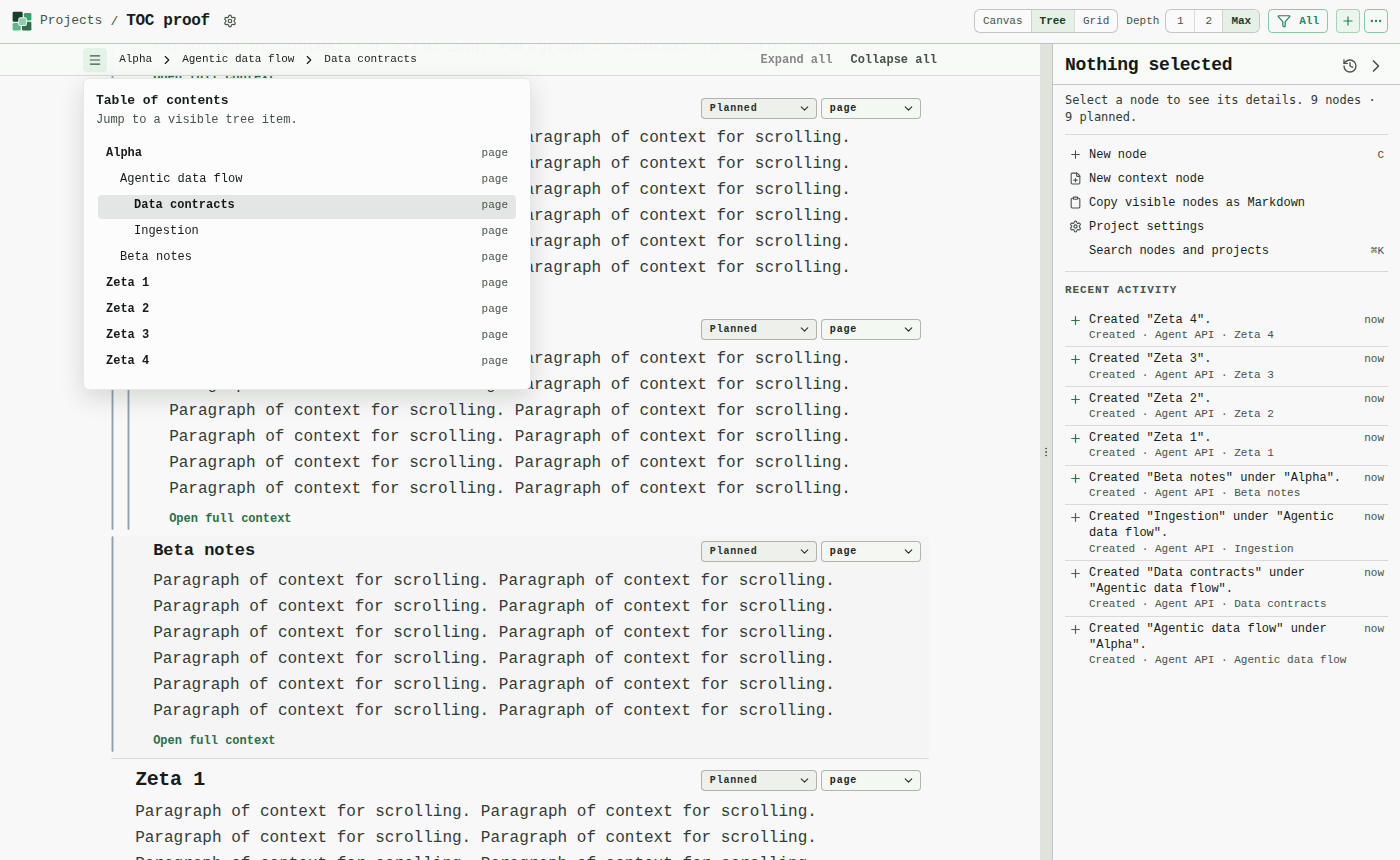 Projects / TOC proof
Canvas Tree Grid Depth 1 2 Max All
Alpha Agentic data flow Data contracts Expand all Collapse all
Table of contents
Jump to a visible tree item.
Alpha page
Agentic data flow page
Data contracts page
Ingestion page
Beta notes page
Zeta 1 page
Zeta 2 page
Zeta 3 page
Zeta 4 page
Planned page
aragraph of context for scrolling.
aragraph of context for scrolling.
aragraph of context for scrolling.
aragraph of context for scrolling.
aragraph of context for scrolling.
aragraph of context for scrolling.
Planned page
aragraph of context for scrolling.
aragraph of context for scrolling.
Paragraph of context for scrolling. Paragraph of context for scrolling.
Paragraph of context for scrolling. Paragraph of context for scrolling.
Paragraph of context for scrolling. Paragraph of context for scrolling.
Paragraph of context for scrolling. Paragraph of context for scrolling.
Open full context
Beta notes Planned page
Paragraph of context for scrolling. Paragraph of context for scrolling.
Paragraph of context for scrolling. Paragraph of context for scrolling.
Paragraph of context for scrolling. Paragraph of context for scrolling.
Paragraph of context for scrolling. Paragraph of context for scrolling.
Paragraph of context for scrolling. Paragraph of context for scrolling.
Paragraph of context for scrolling. Paragraph of context for scrolling.
Open full context
Zeta 1 Planned page
Paragraph of context for scrolling. Paragraph of context for scrolling.
Paragraph of context for scrolling. Paragraph of context for scrolling.
Nothing selected
Select a node to see its details. 9 nodes ·
9 planned.
New node C
New context node
Copy visible nodes as Markdown
Project settings
Search nodes and projects ⌘K
RECENT ACTIVITY
Created "Zeta 4". now
Created · Agent API · Zeta 4
Created "Zeta 3". now
Created · Agent API · Zeta 3
Created "Zeta 2". now
Created · Agent API · Zeta 2
Created "Zeta 1". now
Created · Agent API · Zeta 1
Created "Beta notes" under "Alpha". now
Created · Agent API · Beta notes
Created "Ingestion" under "Agentic now
data flow".
Created · Agent API · Ingestion
Created "Data contracts" under now
"Agentic data flow".
Created · Agent API · Data contracts
Created "Agentic data flow" under now
"Alpha".
Created · Agent API · Agentic data flow